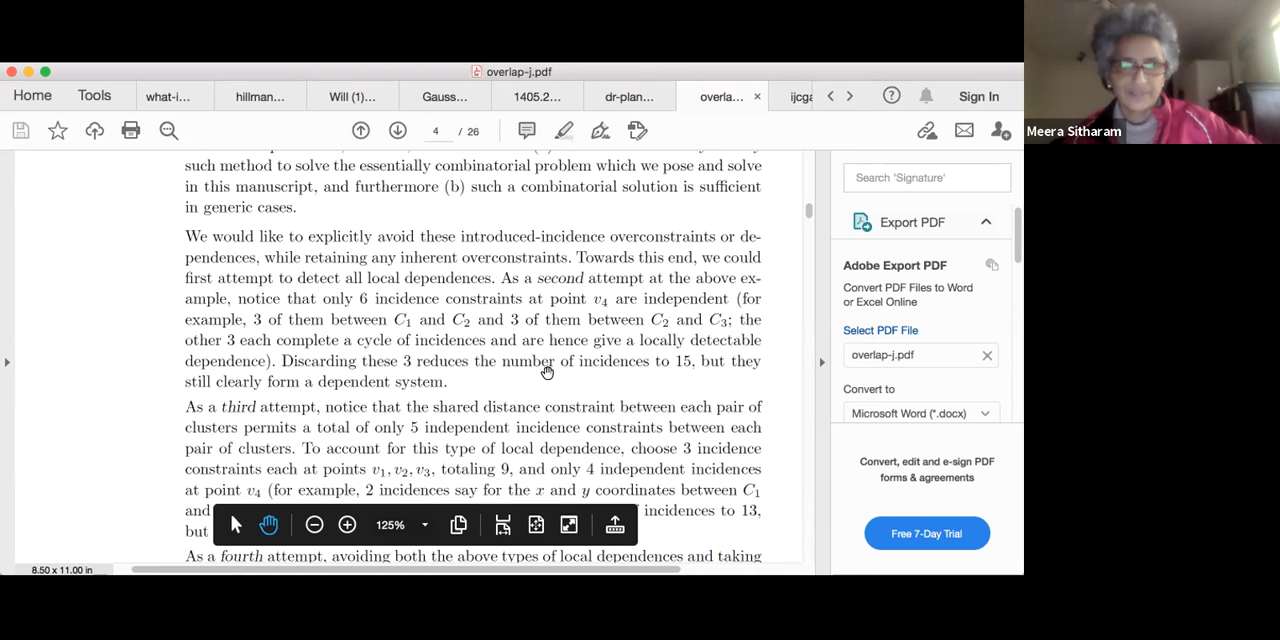 overlap-j.pdf
Home Tools what-i... hillman... Will (1)... Gauss... 1405.2... dr-plan... overla... × ijcga Sign In
4 / 26
such method to solve the essentially combinatorial problem which we pose and solve
in this manuscript, and furthermore (b) such a combinatorial solution is sufficient
in generic cases.
We would like to explicitly avoid these introduced-incidence overconstraints or de-
pendences, while retaining any inherent overconstraints. Towards this end, we could
first attempt to detect all local dependences. As a second attempt at the above ex-
ample, notice that only 6 incidence constraints at point v4 are independent (for
example, 3 of them between C1 and C2 and 3 of them between C2 and C3; the
other 3 each complete a cycle of incidences and are hence give a locally detectable
dependence). Discarding these 3 reduces the number of incidences to 15, but they
still clearly form a dependent system.
As a third attempt, notice that the shared distance constraint between each pair of
clusters permits a total of only 5 independent incidence constraints between each
pair of clusters. To account for this type of local dependence, choose 3 incidence
constraints each at points v1, v2, v3, totaling 9, and only 4 independent incidences
at point v4 (for example, 2 incidences say for the x and y coordinates between C1
and incidences to 13,
but
As a fourth attempt, avoiding both the above types of local dependences and taking
125%
8.50 x 11.00 in
Search 'Signature'
Export PDF
Adobe Export PDF
Convert PDF Files to Word
or Excel Online
Select PDF File
overlap-j.pdf
Convert to
Microsoft Word (*.docx)
Convert, edit and e-sign PDF
forms & agreements
Free 7-Day Trial
Meera Sitharam